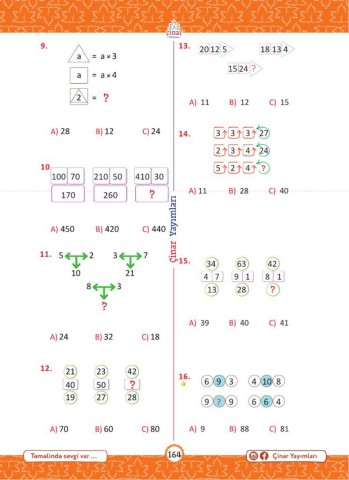 çınar
9.
a = a x 3
a = a x 4
2 = ?
A) 28 B) 12 C) 24
10.
100 70 210 50 410 30
170 260 ?
A) 450 B) 420 C) 440
11.
5 2 3 7
10 21
8 3
?
A) 24 B) 32 C) 18
12.
21 23 42
40 50 ?
19 27 28
A) 70 B) 60 C) 80
Çınar Yayımları
13.
20 12 5 18 13 4
15 24 ?
A) 11 B) 12 C) 15
14.
3 3 3 27
2 3 4 24
5 2 4 ?
A) 11 B) 28 C) 40
15.
34 63 42
4 7 9 1 8 1
13 28 ?
A) 39 B) 40 C) 41
16.
6 9 3 4 10 8
9 ? 9 6 6 4
A) 9 B) 88 C) 81
Temalinde sevgi var...
164
Çınar Yayımları